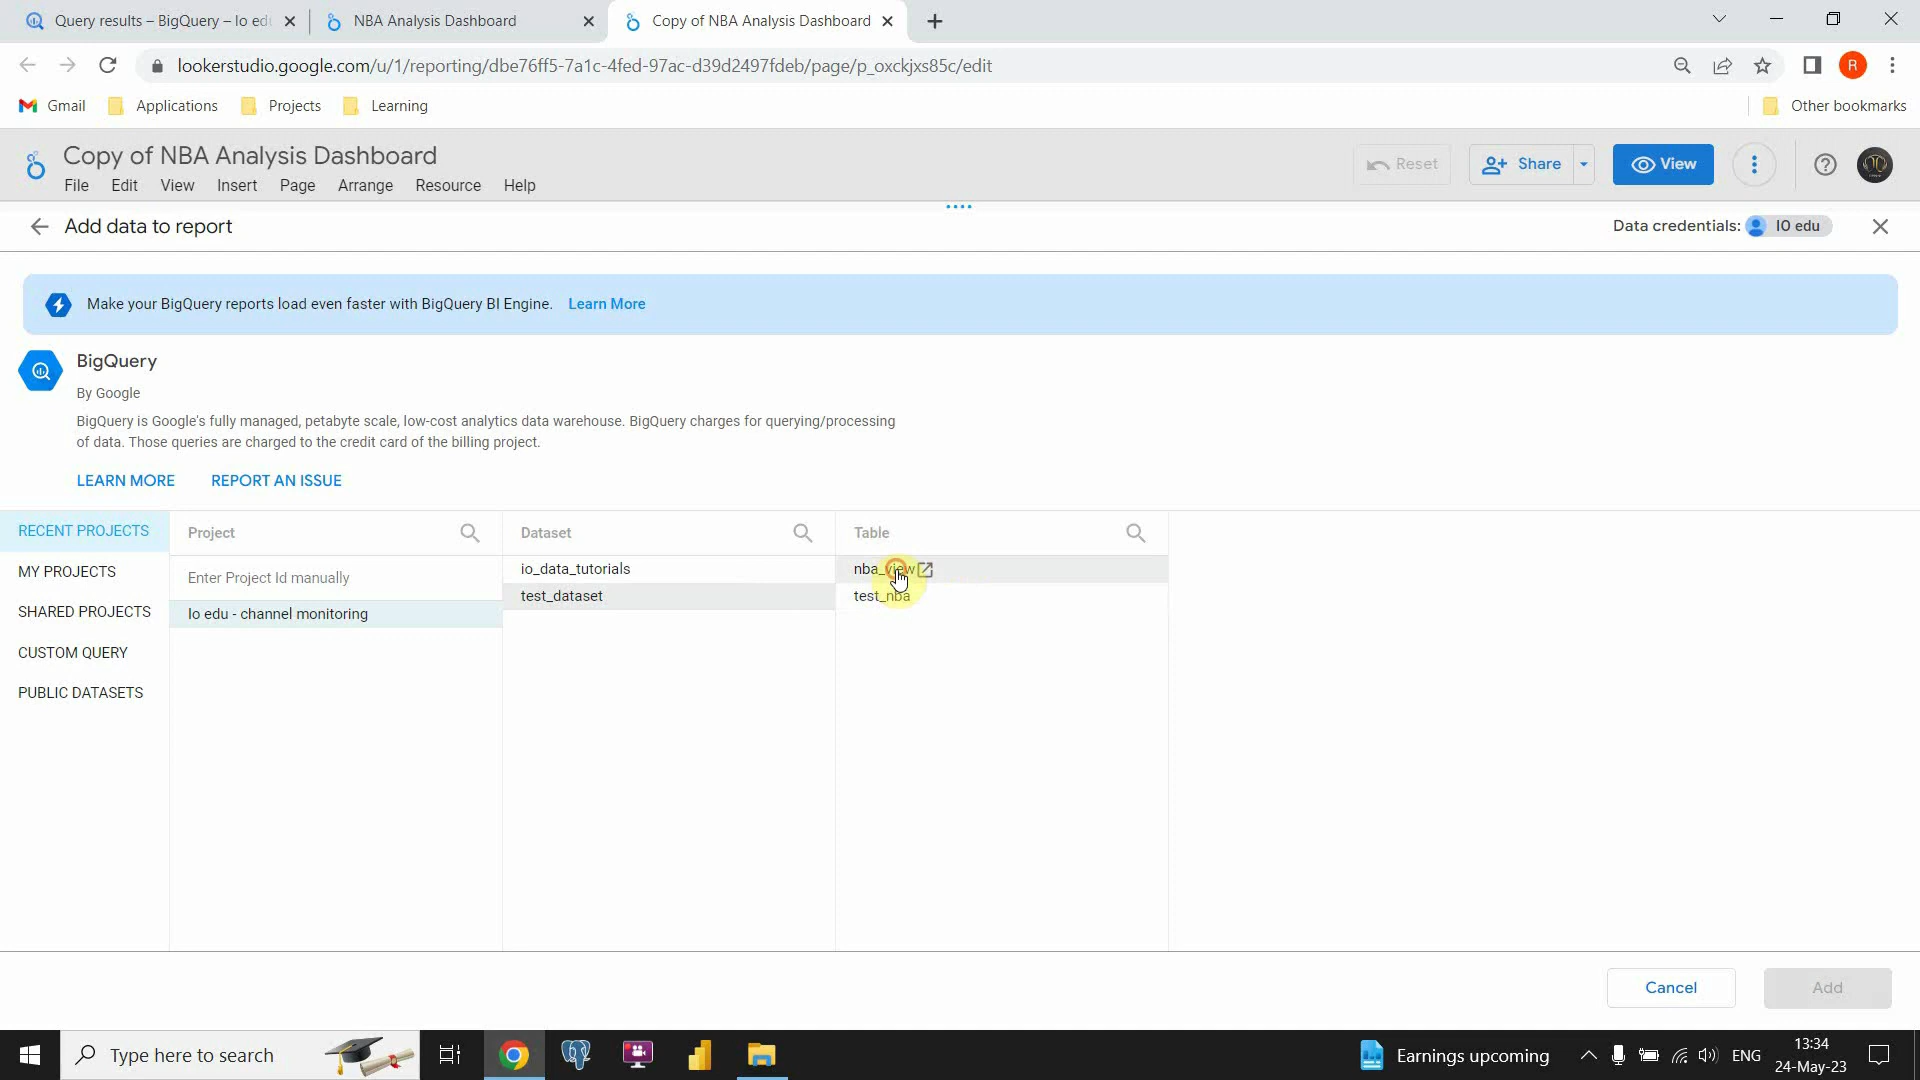 Query results – BigQuery – Io edu
NBA Analysis Dashboard
Copy of NBA Analysis Dashboard
lookerstudio.google.com/u/1/reporting/dbe76ff5-7a1c-4fed-97ac-d39d2497fdeb/page/p_oxckjxs85c/edit
R
Gmail
Applications
Projects
Learning
Other bookmarks
Copy of NBA Analysis Dashboard
Reset
Share
View
File Edit View Insert Page Arrange Resource Help
Add data to report
Data credentials: IO edu
Make your BigQuery reports load even faster with BigQuery BI Engine. Learn More
BigQuery
By Google
BigQuery is Google's fully managed, petabyte scale, low-cost analytics data warehouse. BigQuery charges for querying/processing
of data. Those queries are charged to the credit card of the billing project.
LEARN MORE REPORT AN ISSUE
RECENT PROJECTS
MY PROJECTS
SHARED PROJECTS
CUSTOM QUERY
PUBLIC DATASETS
Project
Enter Project Id manually
Io edu - channel monitoring
Dataset
io_data_tutorials
test_dataset
Table
nba_view
test_nba
Cancel
Add
Type here to search
Earnings upcoming
ENG
13:34
24-May-23